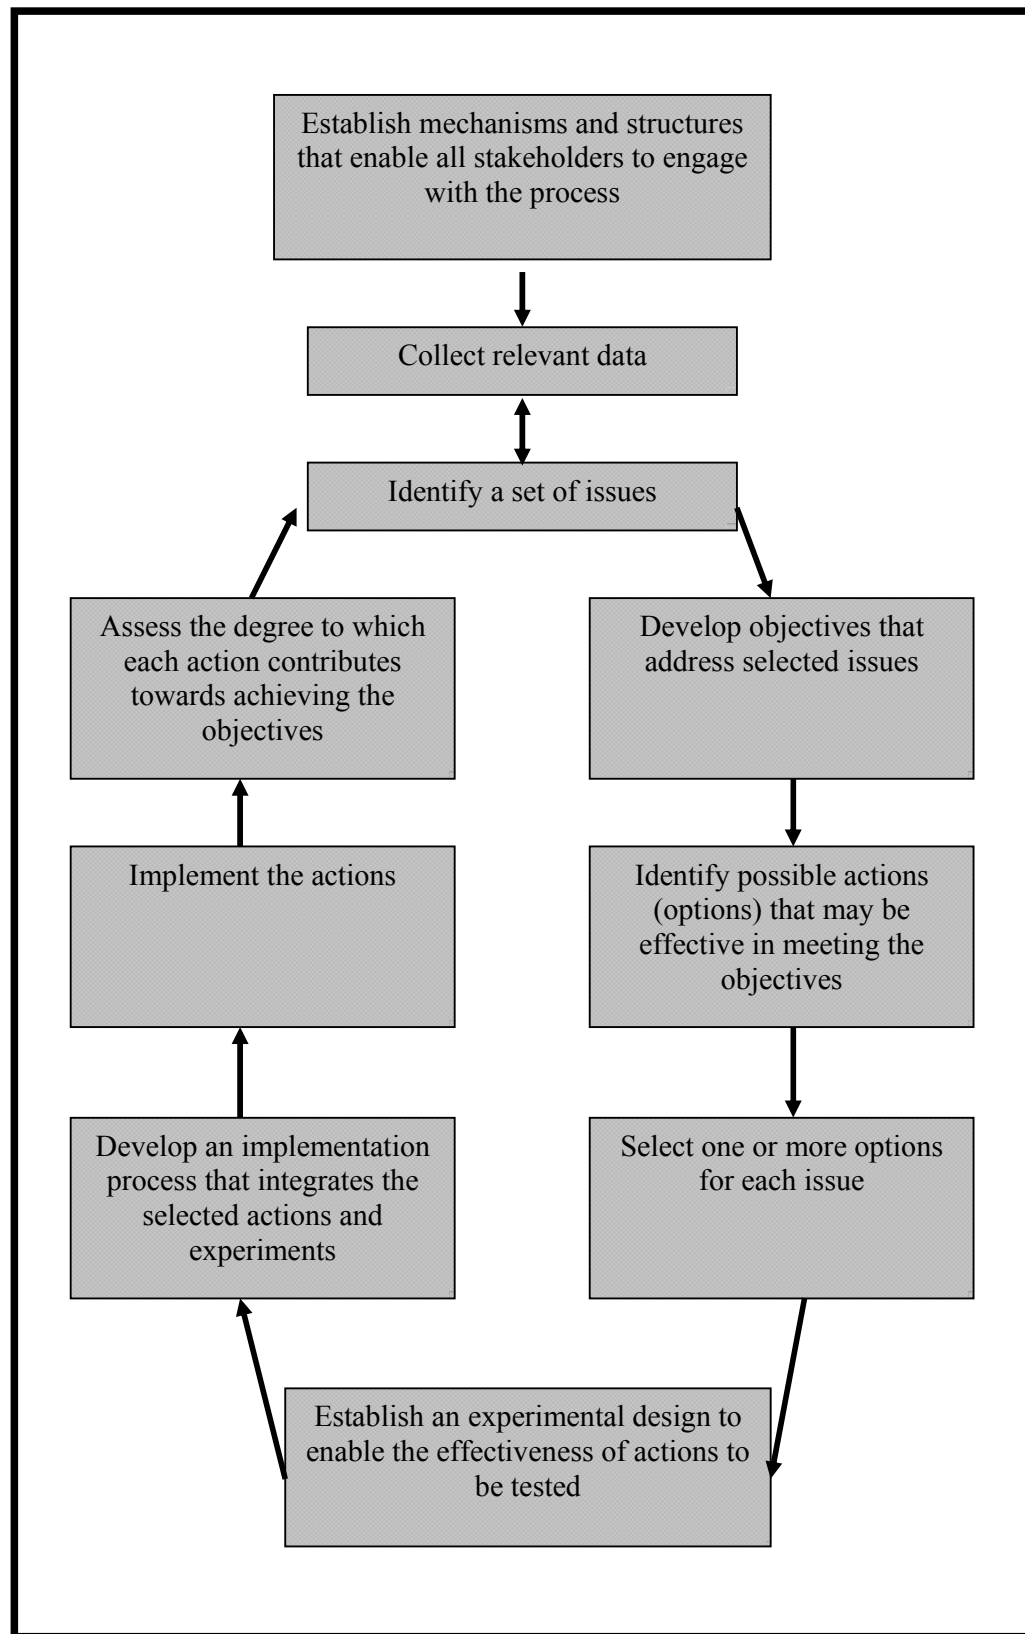 Establish mechanisms and structures
that enable all stakeholders to engage
with the process
Collect relevant data
Identify a set of issues
Develop objectives that
address selected issues
Identify possible actions
(options) that may be
effective in meeting the
objectives
Select one or more options
for each issue
Establish an experimental design to
enable the effectiveness of actions to
be tested
Develop an implementation
process that integrates the
selected actions and
experiments
Implement the actions
Assess the degree to which
each action contributes
towards achieving the
objectives